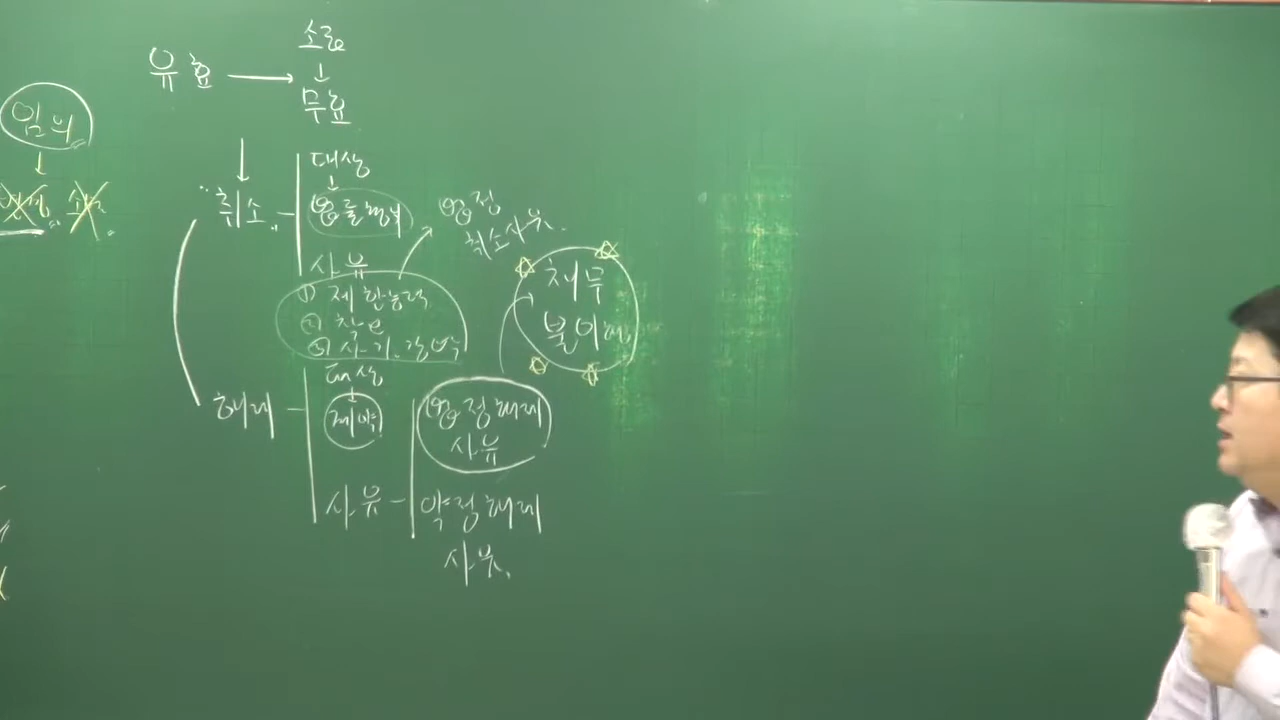 소급
↓
유효 → 무효
임의
↓
↓
대상
↓
"취소"
법률행위
법정
취소사유.
사유
① 제한능력
② 착오
③ 사기.강박
채무
불이행
대상
↓
해제
계약
법정해제
사유
사유 - 약정해제
사유.